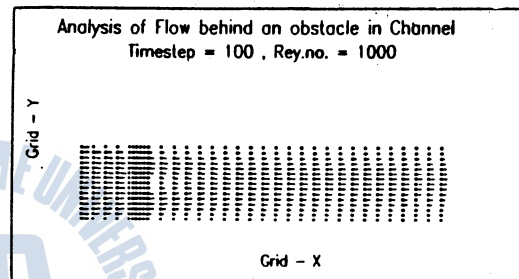 Analysis of Flow behind an obstacle in Channel
Timestep = 100 , Rey.no. = 1000
Grid - Y
Grid - X